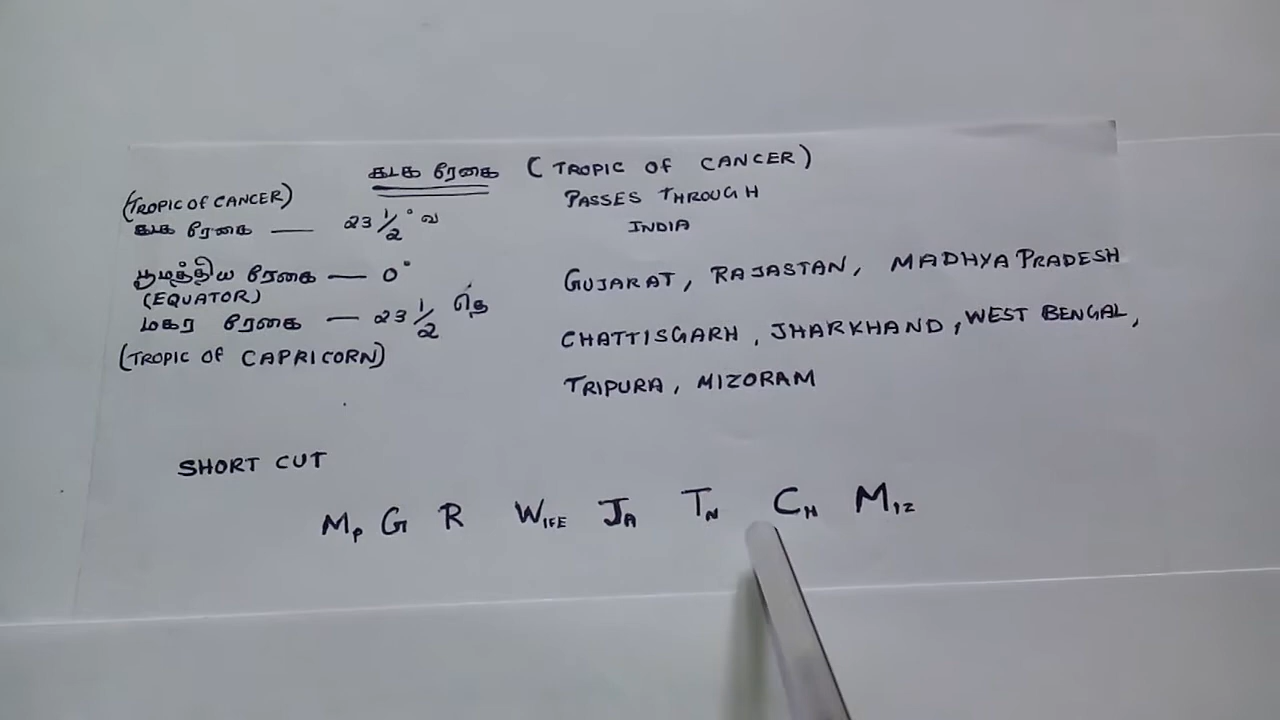 கடக ரேகை (TROPIC OF CANCER)
(TROPIC OF CANCER)
கடக ரேகை — 23 1/2° வ
பூமத்திய ரேகை — 0°
(EQUATOR)
மகர ரேகை — 23 1/2 தெ
(TROPIC OF CAPRICORN)
PASSES THROUGH
INDIA
GUJARAT, RAJASTAN, MADHYA PRADESH
CHATTISGARH, JHARKHAND, WEST BENGAL,
TRIPURA, MIZORAM
SHORT CUT
MP G R WIFE JA TN CH MIZ